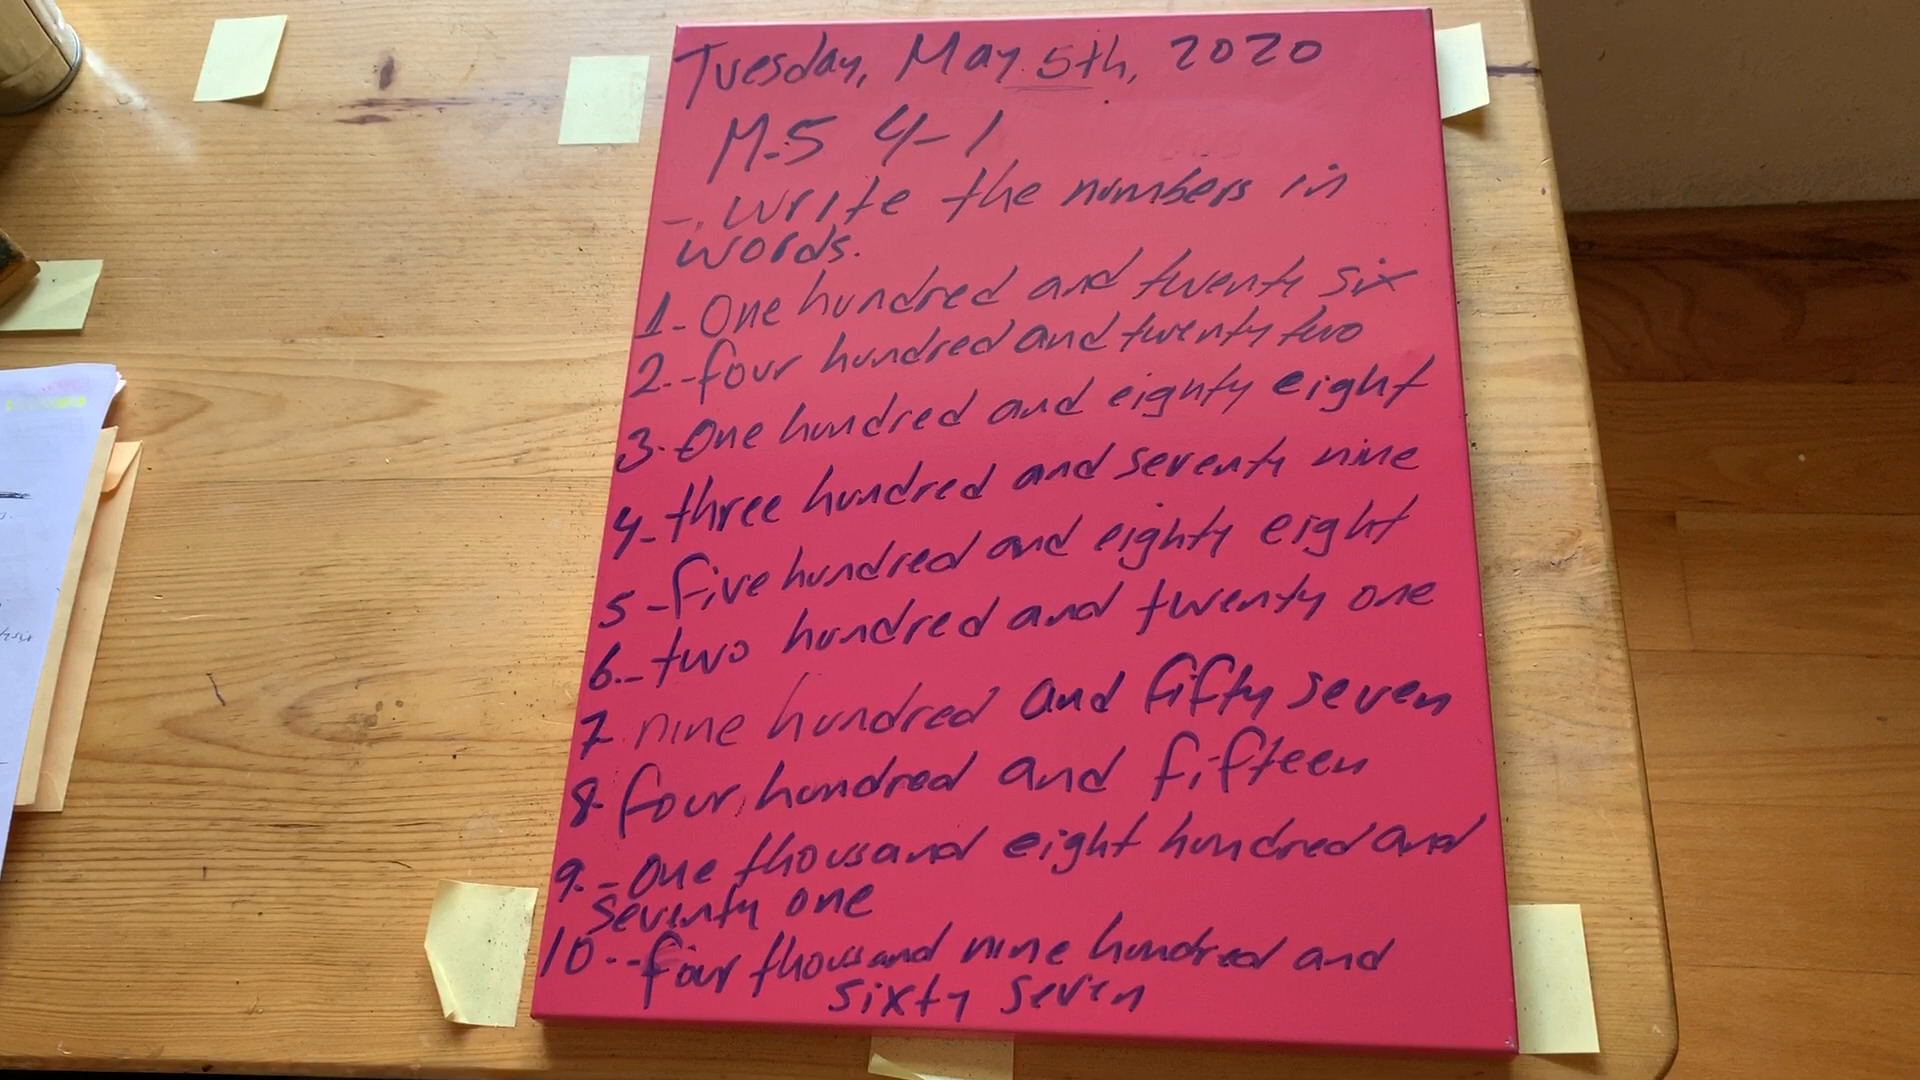 Tuesday, May 5th, 2020
M-5 4-1
-. Write the numbers in
words.
1- One hundred and twenty six
2.-four hundred and twenty two
3- One hundred and eighty eight
4- three hundred and seventy nine
5-five hundred and eighty eight
6.-two hundred and twenty one
7- nine hundred and fifty seven
8- four hundred and fifteen
9.- One thousand eight hundred and
seventy one
10.-four thousand nine hundred and
sixty seven